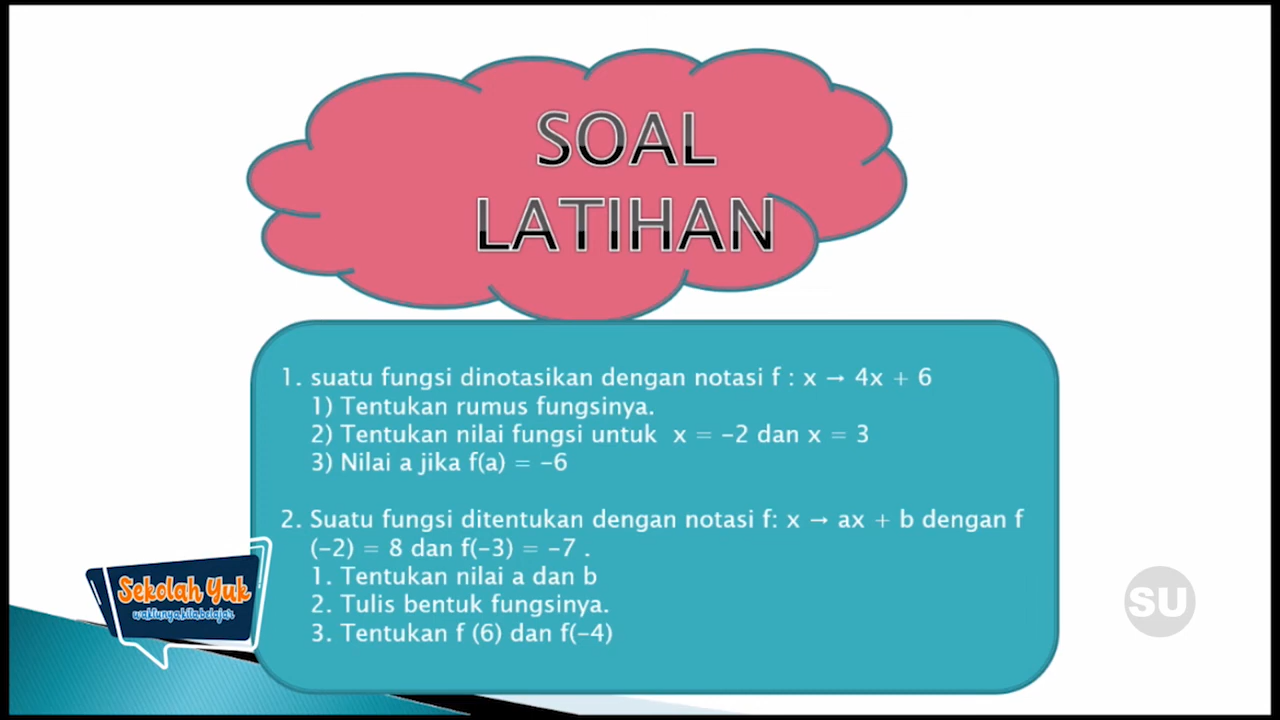 SOAL
LATIHAN
1. suatu fungsi dinotasikan dengan notasi f : x → 4x + 6
1) Tentukan rumus fungsinya.
2) Tentukan nilai fungsi untuk x = -2 dan x = 3
3) Nilai a jika f(a) = -6
2. Suatu fungsi ditentukan dengan notasi f: x → ax + b dengan f
(-2) = 8 dan f(-3) = -7 .
1. Tentukan nilai a dan b
2. Tulis bentuk fungsinya.
3. Tentukan f (6) dan f(-4)
Sekolah Yuk
waktunya kita belajar
SU